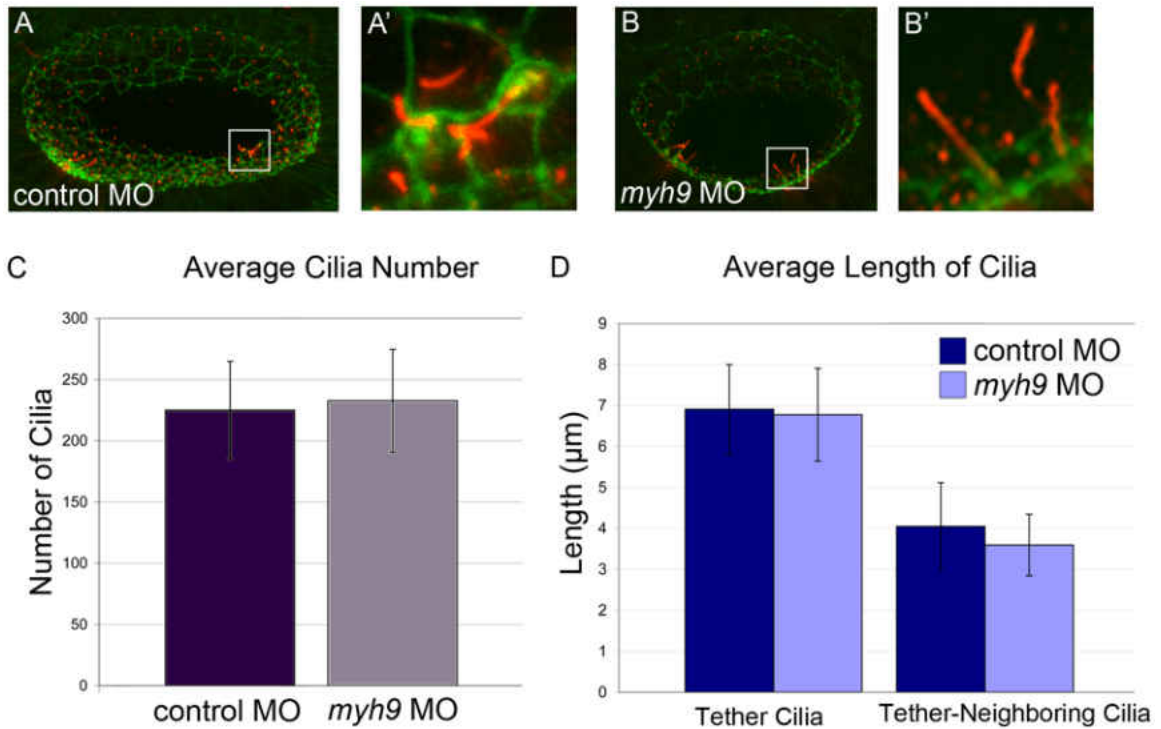 A
A'
B
B'
control MO
myh9 MO
C
Average Cilia Number
Number of Cilia
300
250
200
150
100
50
0
control MO
myh9 MO
D
Average Length of Cilia
Length (µm)
9
8
7
6
5
4
3
2
1
0
control MO
myh9 MO
Tether Cilia
Tether-Neighboring Cilia